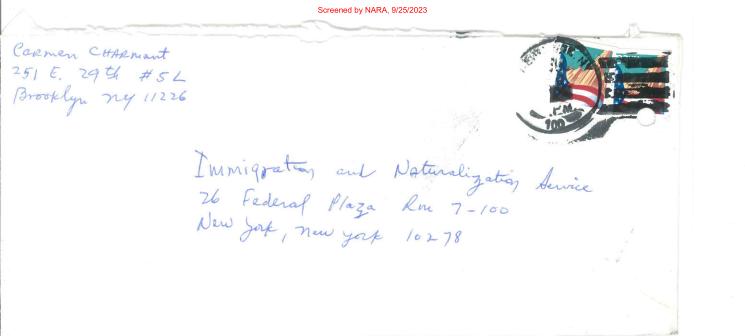 Screened by NARA, 9/25/2023
Carmen CHARMANT
251 E. 29th #5L
Brooklyn NY 11226
P.M.
Immigration and Naturalization Service
26 Federal Plaza Rm 7-100
New York, New York 10278